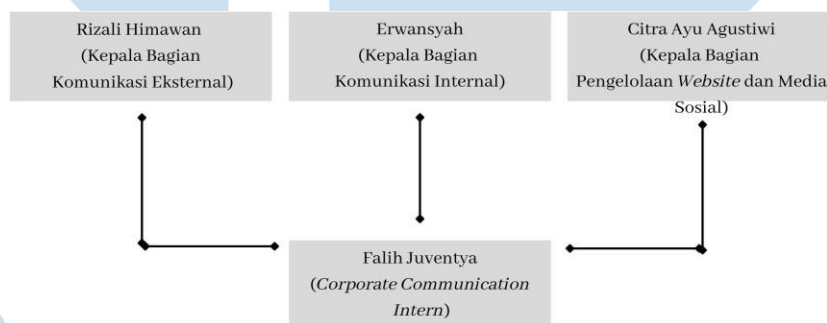 Rizali Himawan
(Kepala Bagian
Komunikasi Eksternal)
Erwansyah
(Kepala Bagian
Komunikasi Internal)
Citra Ayu Agustiwi
(Kepala Bagian
Pengelolaan Website dan Media
Sosial)
Falih Juventya
(Corporate Communication
Intern)